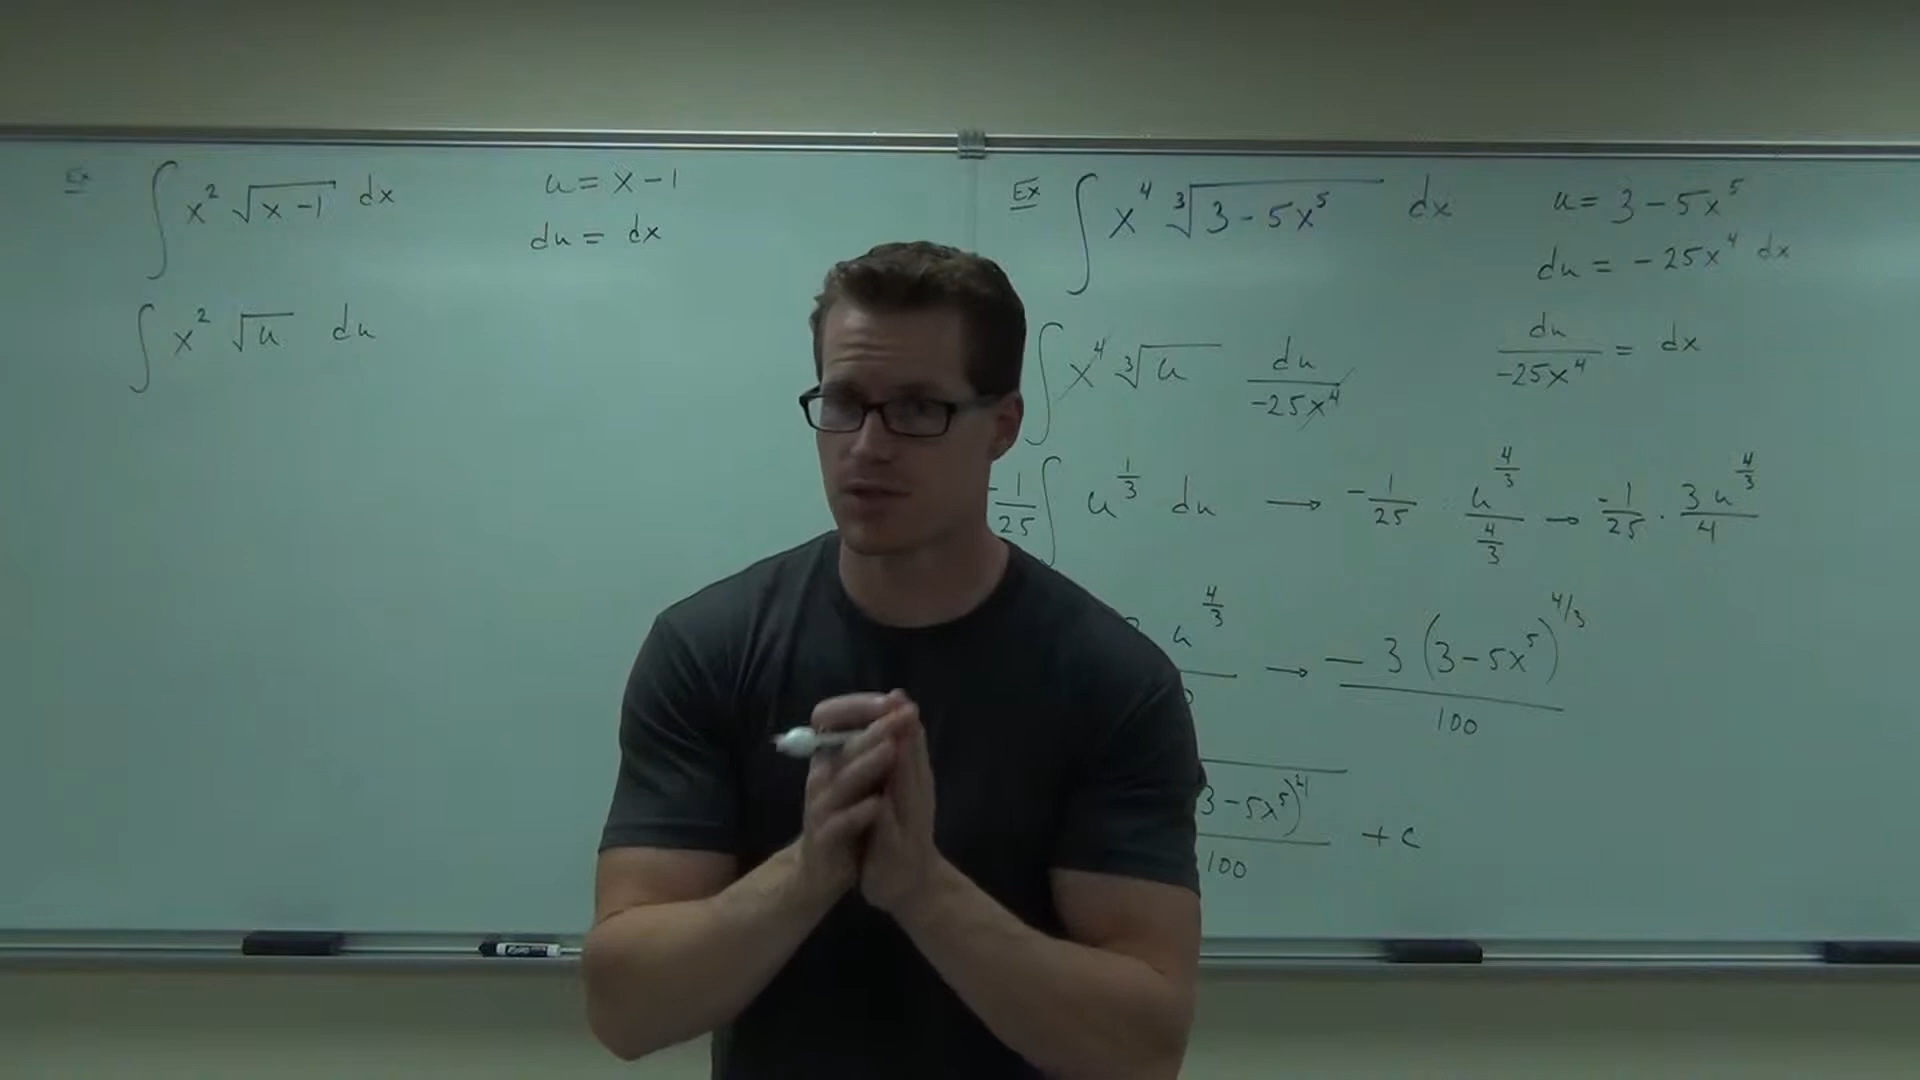 Ex ∫ x² √(x-1) dx u = x-1
du = dx
∫ x² √u du
Ex ∫ x⁴ ∛(3-5x⁵) dx u = 3-5x⁵
du = -25x⁴ dx
∫ x⁴ ∛u du/(-25x⁴) du/(-25x⁴) = dx
-1/25 ∫ u^(1/3) du → -1/25 · u^(4/3)/(4/3) → -1/25 · 3u^(4/3)/4
u^(4/3) → -3(3-5x⁵)^(4/3)/100
3-5x⁵) /100 + c